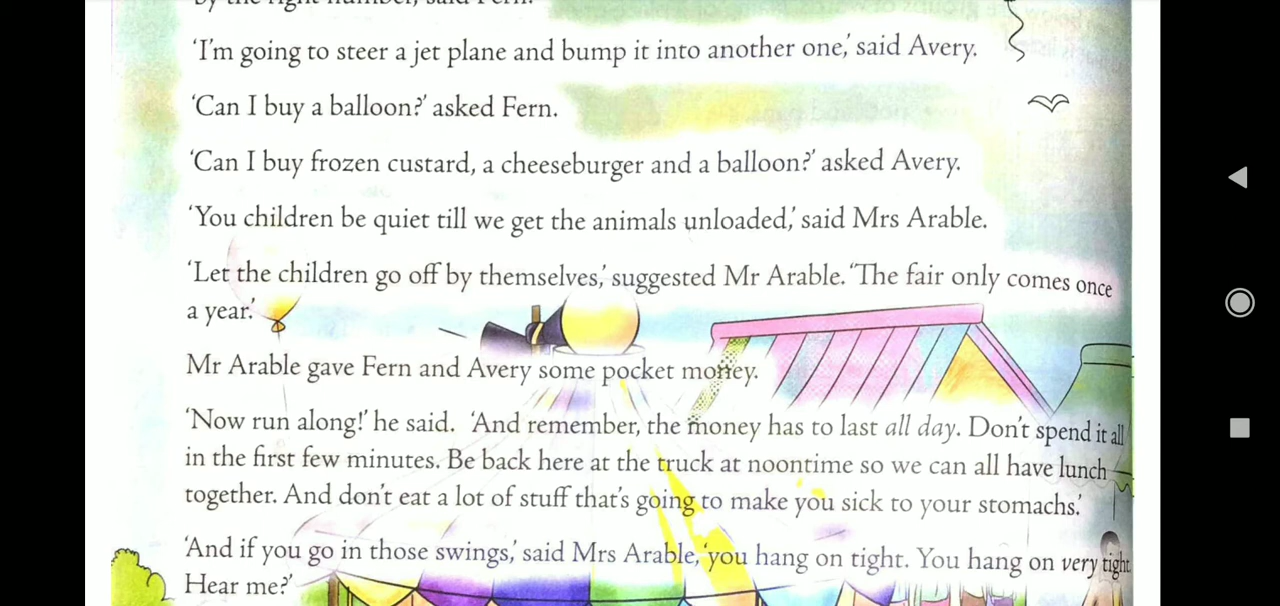 by the right number, said Fern.
‘I’m going to steer a jet plane and bump it into another one,’ said Avery.
‘Can I buy a balloon?’ asked Fern.
‘Can I buy frozen custard, a cheeseburger and a balloon?’ asked Avery.
‘You children be quiet till we get the animals unloaded,’ said Mrs Arable.
‘Let the children go off by themselves,’ suggested Mr Arable. ‘The fair only comes once
a year.’
Mr Arable gave Fern and Avery some pocket money.
‘Now run along!’ he said. ‘And remember, the money has to last all day. Don’t spend it all
in the first few minutes. Be back here at the truck at noontime so we can all have lunch
together. And don’t eat a lot of stuff that’s going to make you sick to your stomachs.’
‘And if you go in those swings,’ said Mrs Arable, ‘you hang on tight. You hang on very tight.
Hear me?’